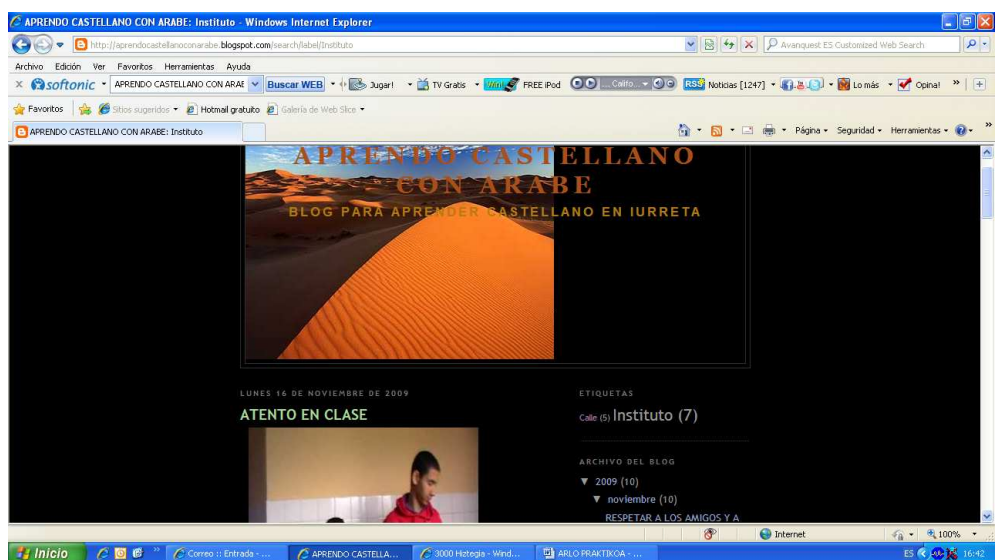 APRENDO CASTELLANO CON ARABE: Instituto - Windows Internet Explorer
http://aprendocastellanoconarabe.blogspot.com/search/label/Instituto
Avanquest ES Customized Web Search
Archivo Edición Ver Favoritos Herramientas Ayuda
softonic APRENDO CASTELLANO CON ARAE Buscar WEB Jugar! TV Gratis FREE iPod Califo... RSS Noticias [1247] Lo más Opina! »
Favoritos Sitios sugeridos Hotmail gratuito Galería de Web Slice
APRENDO CASTELLANO CON ARABE: Instituto Página Seguridad Herramientas »
APRENDO CASTELLANO
CON ARABE
BLOG PARA APRENDER CASTELLANO EN IURRETA
LUNES 16 DE NOVIEMBRE DE 2009
ATENTO EN CLASE
ETIQUETAS
Calle (5) Instituto (7)
ARCHIVO DEL BLOG
▼ 2009 (10)
▼ noviembre (10)
RESPETAR A LOS AMIGOS Y A
Internet 100%
Inicio » Correo :: Entrada - ... APRENDO CASTELLA... 3000 Hiztegia - Wind... ARLO PRAKTIKOA - ... ES 16:42